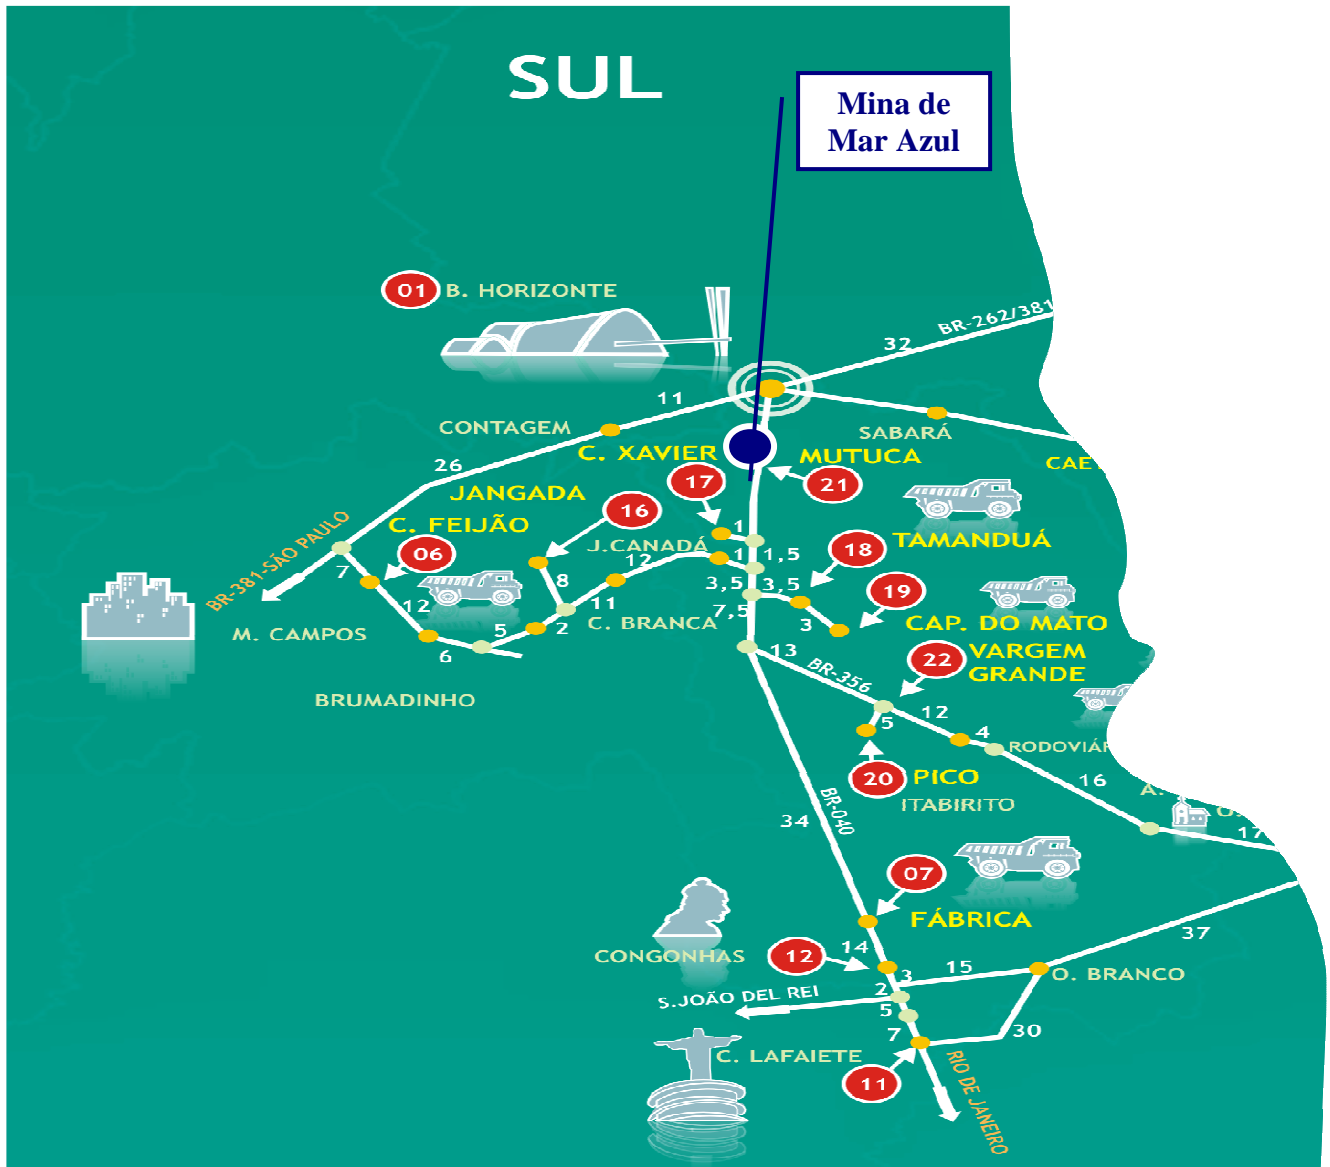 SUL
Mina de
Mar Azul
01
B. HORIZONTE
BR-262/381
32
11
CONTAGEM
SABARÁ
C. XAVIER
MUTUCA
26
17
21
JANGADA
C. FEIJÃO
16
1
J.CANADÁ
1
1,5
18
TAMANDUÁ
BR-381-SÃO PAULO
06
7
8
12
3,5
3,5
19
12
11
7,5
3
M. CAMPOS
5
2
C. BRANCA
CAP. DO MATO
6
13
BR-356
22
VARGEM
GRANDE
BRUMADINHO
12
5
4
20
PICO
ITABIRITO
16
A.
34
BR-040
17
07
FÁBRICA
37
CONGONHAS
12
14
3
15
O. BRANCO
S.JOÃO DEL REI
2
5
7
30
C. LAFAIETE
11
RIO DE JANEIRO